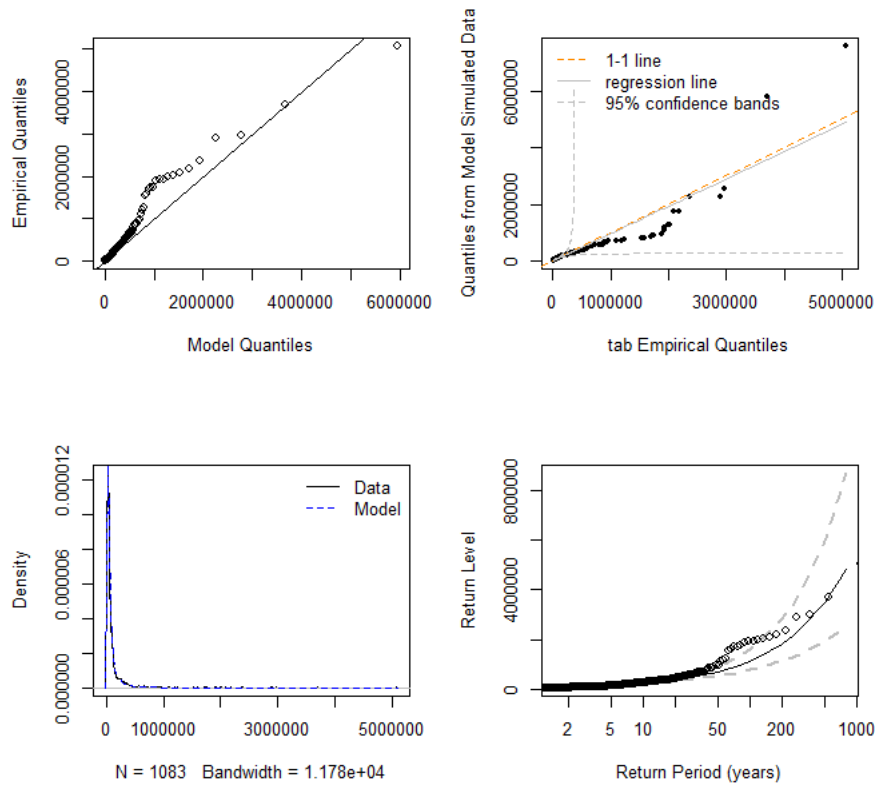 Empirical Quantiles
0 2000000 4000000
0 2000000 4000000 6000000
Model Quantiles
Quantiles from Model Simulated Data
0 2000000 6000000
1-1 line
regression line
95% confidence bands
0 1000000 3000000 5000000
tab Empirical Quantiles
Density
0.000000 0.000006 0.000012
Data
Model
0 1000000 3000000 5000000
N = 1083 Bandwidth = 1.178e+04
Return Level
0 4000000 8000000
2 5 10 50 200 1000
Return Period (years)